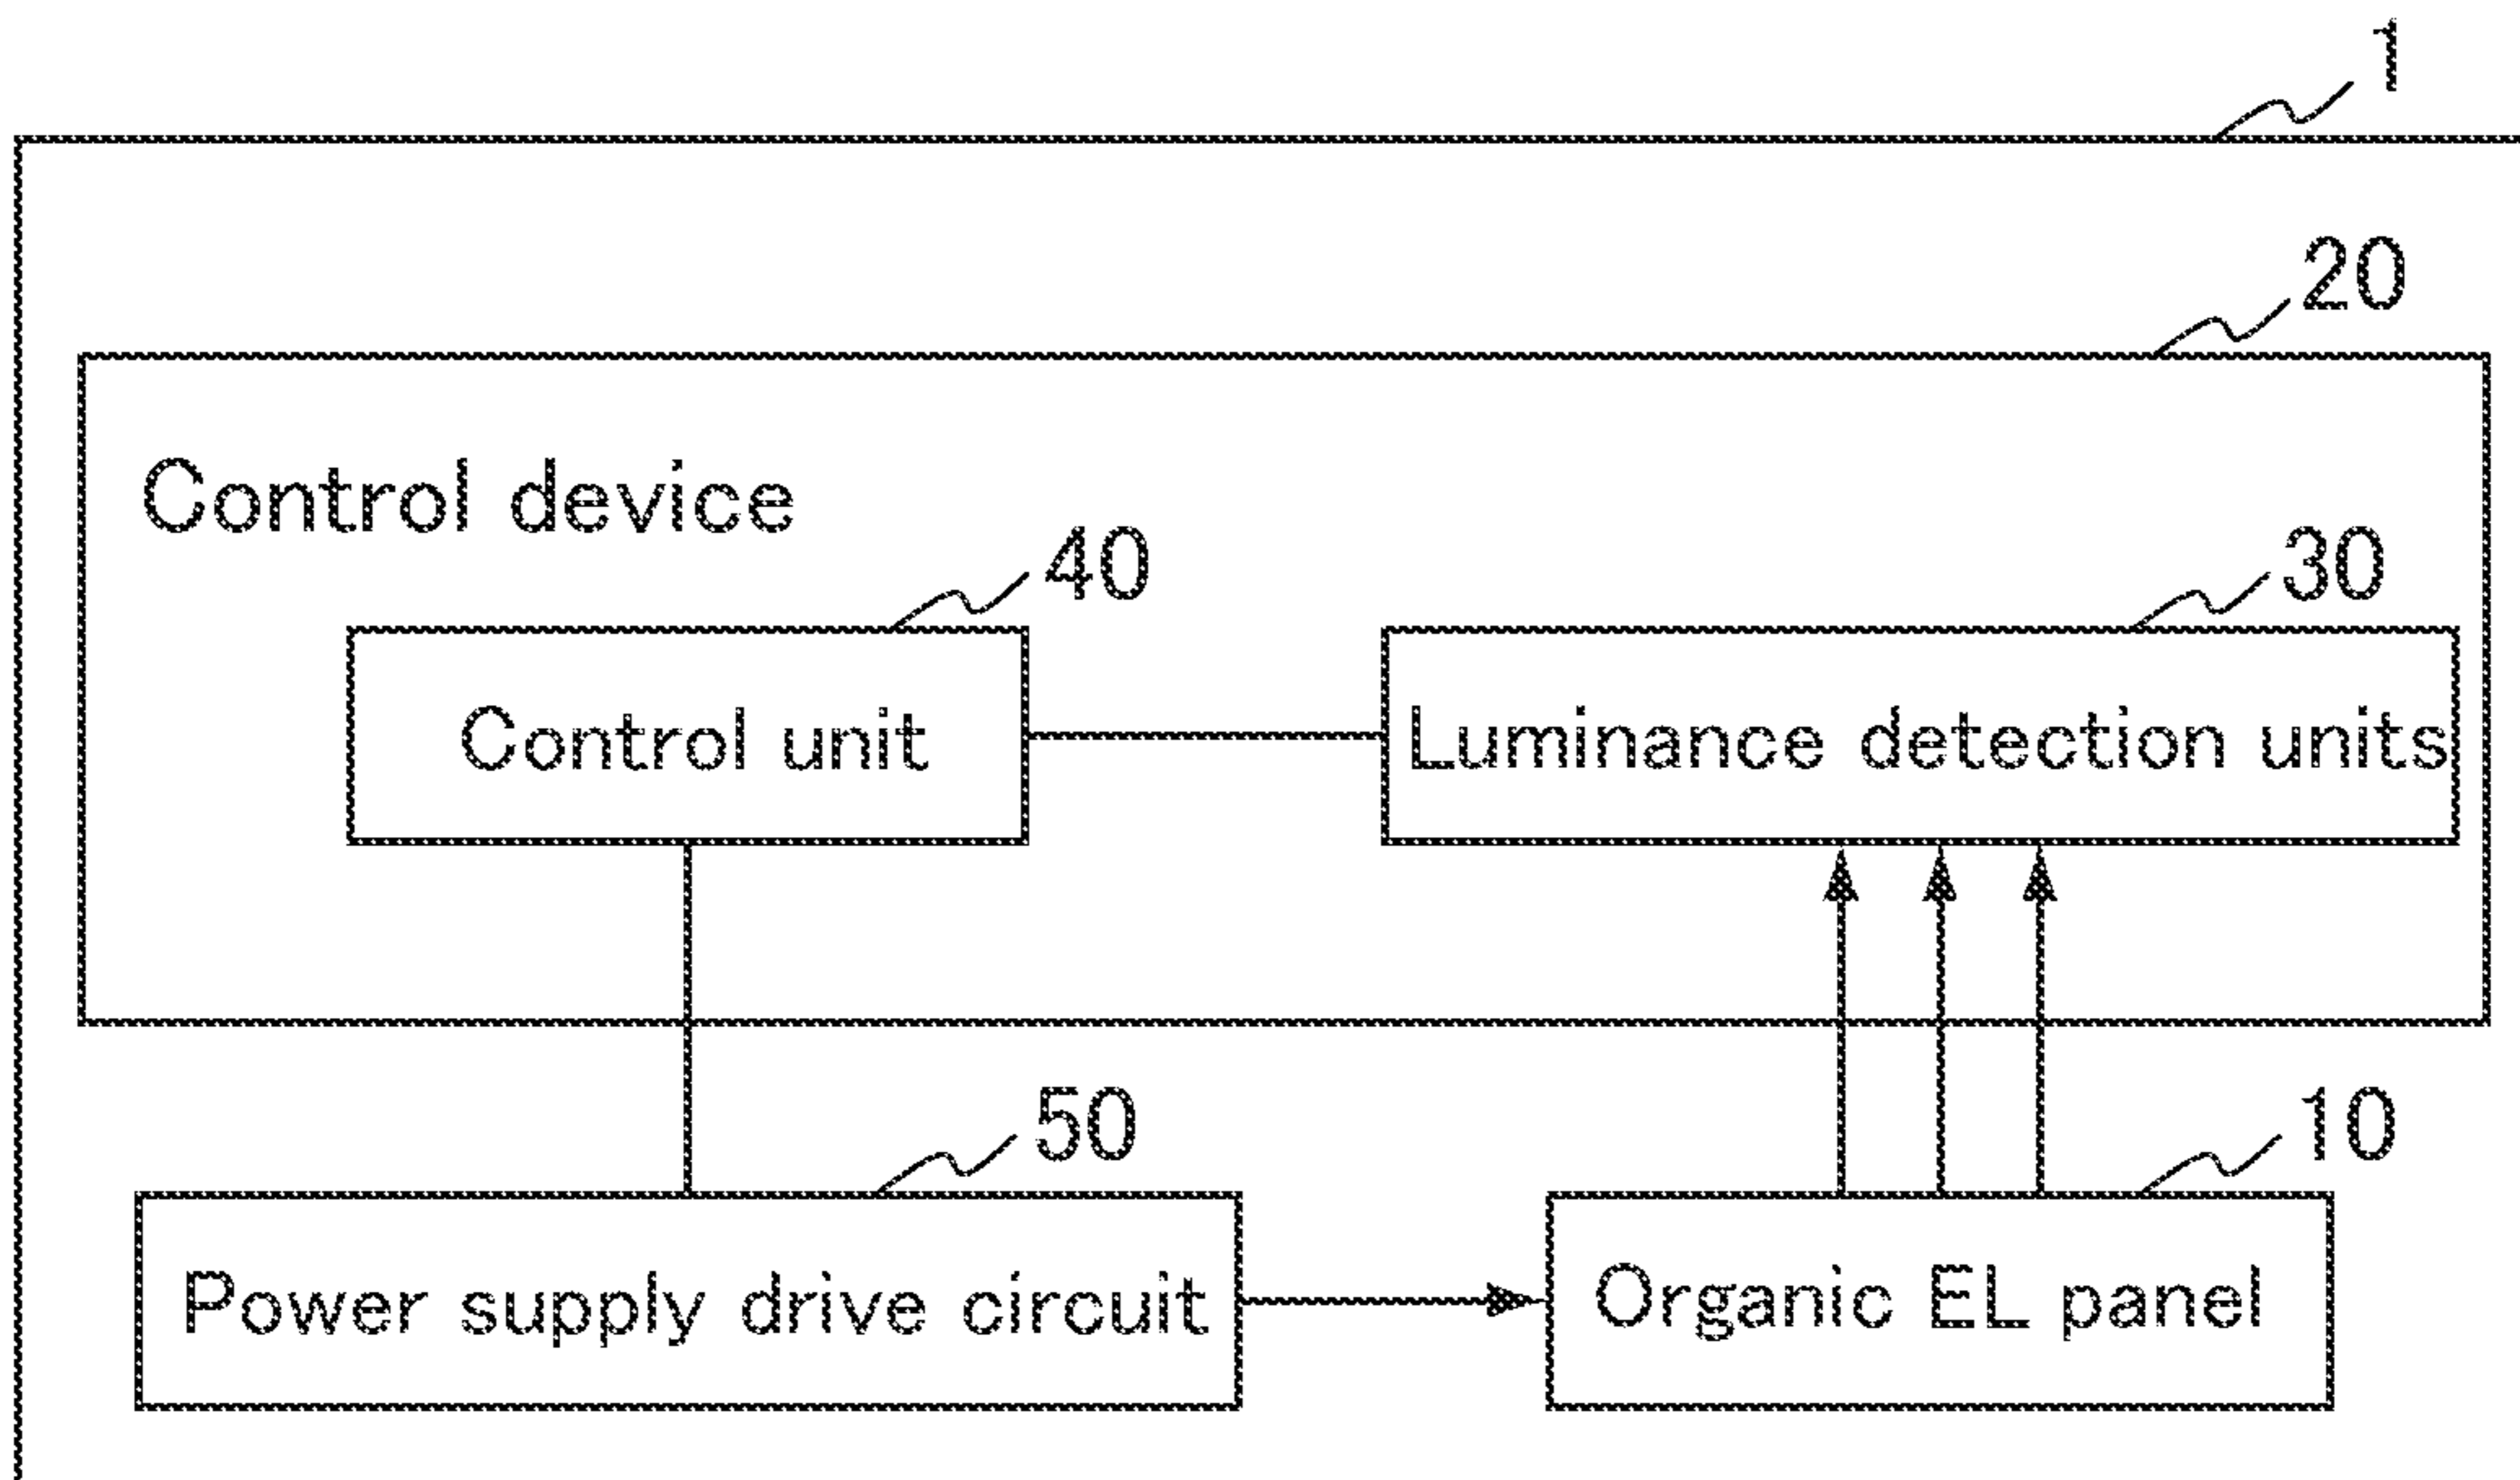 1
20
Control device
40
30
Control unit
Luminance detection units
50
10
Power supply drive circuit
Organic EL panel